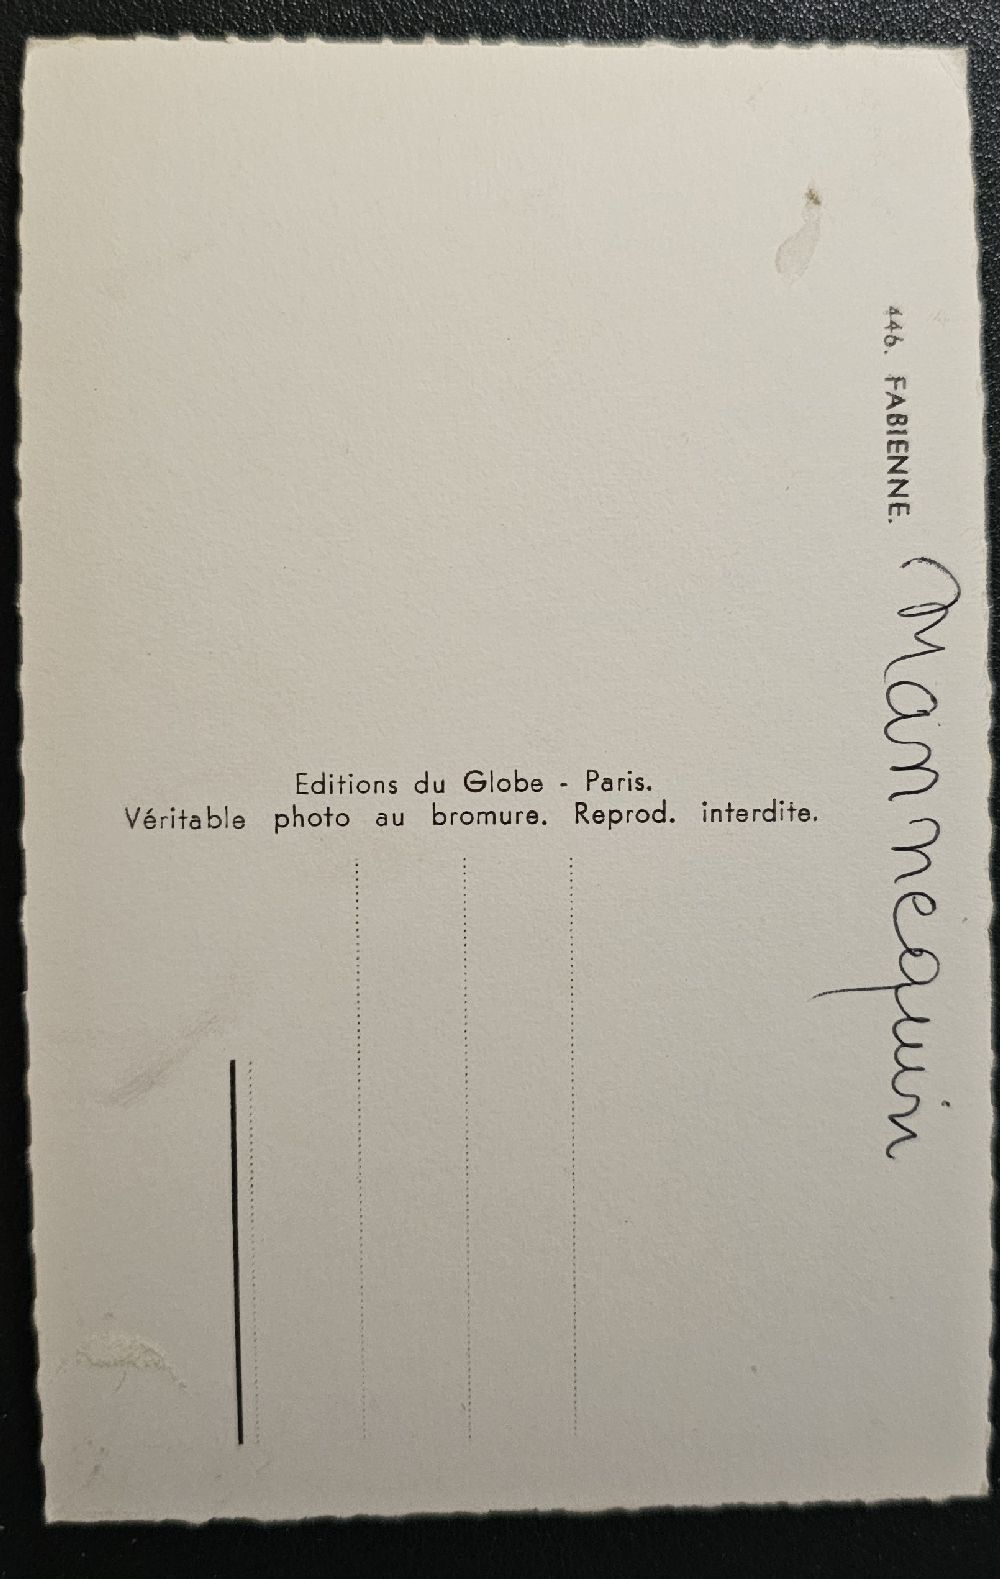 446. FABIENNE. Mannequin
Editions du Globe - Paris.
Véritable photo au bromure. Reprod. interdite.